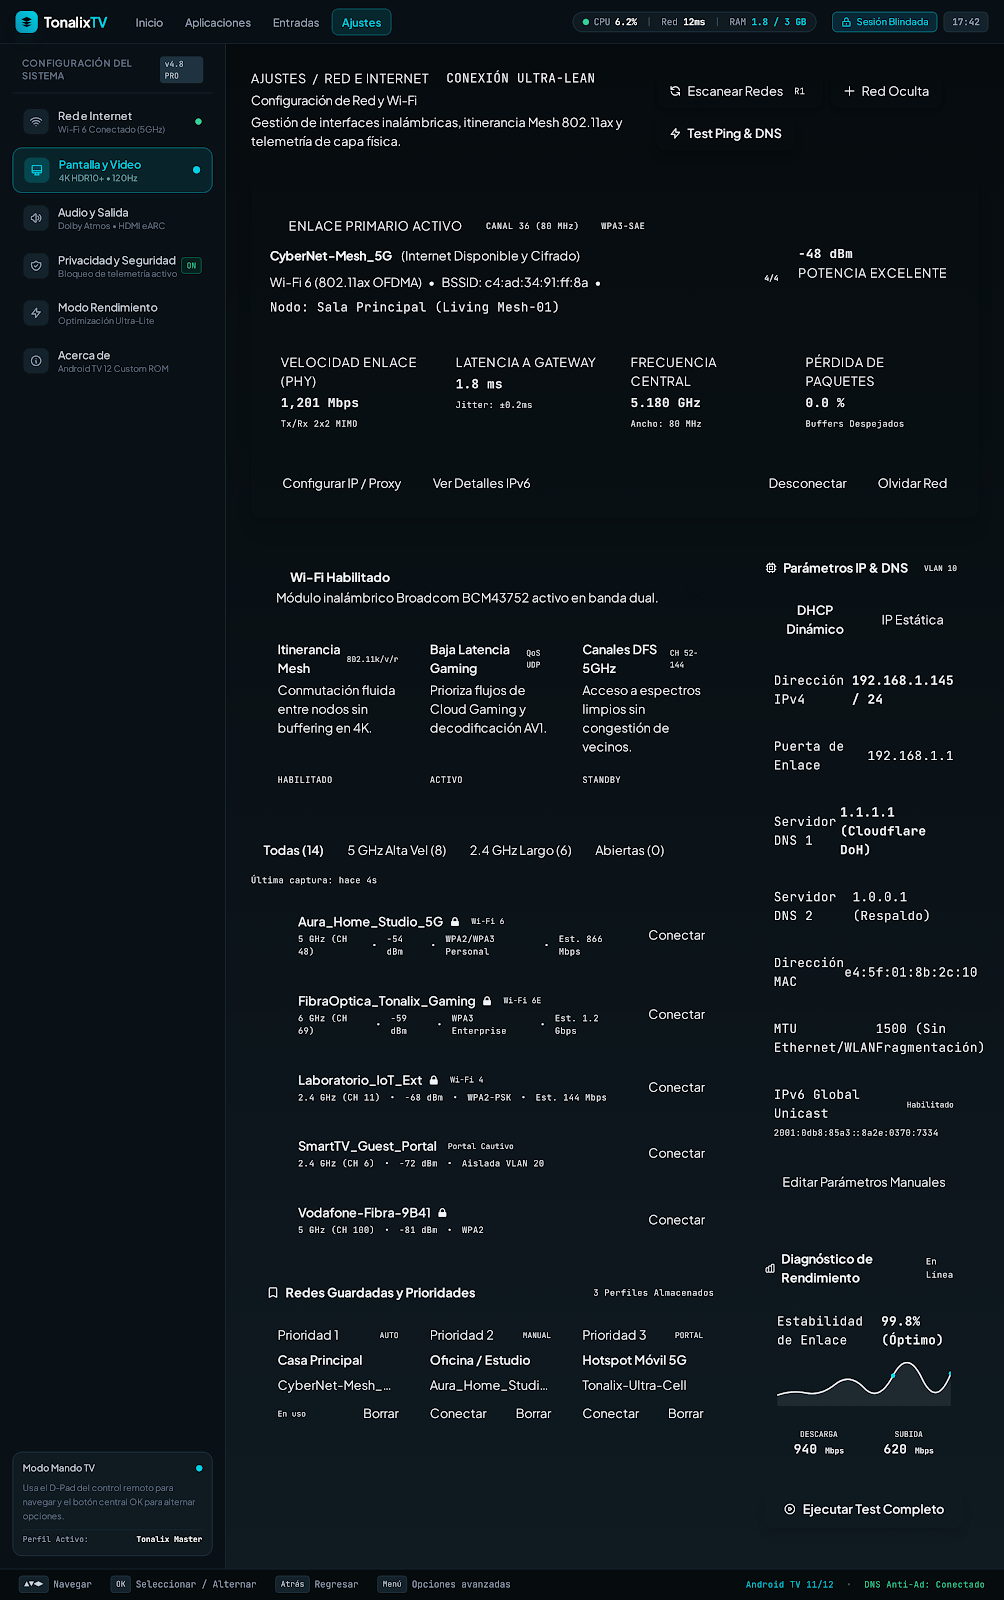 TonalixTV Inicio Aplicaciones Entradas Ajustes CPU 6.2% | Red 12ms | RAM 1.8 / 3 GB Sesión Blindada 17:42
CONFIGURACIÓN DEL SISTEMA v4.8 PRO
Red e Internet
Wi-Fi 6 Conectado (5GHz)
Pantalla y Video
4K HDR10+ • 120Hz
Audio y Salida
Dolby Atmos • HDMI eARC
Privacidad y Seguridad ON
Bloqueo de telemetría activo
Modo Rendimiento
Optimización Ultra-Lite
Acerca de
Android TV 12 Custom ROM
Modo Mando TV
Usa el D-Pad del control remoto para
navegar y el botón central OK para alternar
opciones.
Perfil Activo: Tonalix Master
AJUSTES / RED E INTERNET CONEXIÓN ULTRA-LEAN
Configuración de Red y Wi-Fi
Gestión de interfaces inalámbricas, itinerancia Mesh 802.11ax y
telemetría de capa física.
Escanear Redes R1 Red Oculta
Test Ping & DNS
ENLACE PRIMARIO ACTIVO CANAL 36 (80 MHz) WPA3-SAE
CyberNet-Mesh_5G (Internet Disponible y Cifrado)
Wi-Fi 6 (802.11ax OFDMA) • BSSID: c4:ad:34:91:ff:8a •
Nodo: Sala Principal (Living Mesh-01)
4/4
-48 dBm
POTENCIA EXCELENTE
VELOCIDAD ENLACE
(PHY)
1,201 Mbps
Tx/Rx 2x2 MIMO
LATENCIA A GATEWAY
1.8 ms
Jitter: ±0.2ms
FRECUENCIA
CENTRAL
5.180 GHz
Ancho: 80 MHz
PÉRDIDA DE
PAQUETES
0.0 %
Buffers Despejados
Configurar IP / Proxy Ver Detalles IPv6 Desconectar Olvidar Red
Wi-Fi Habilitado
Módulo inalámbrico Broadcom BCM43752 activo en banda dual.
Itinerancia
Mesh
802.11k/v/r
Conmutación fluida
entre nodos sin
buffering en 4K.
HABILITADO
Baja Latencia
Gaming
QoS
UDP
Prioriza flujos de
Cloud Gaming y
decodificación AV1.
ACTIVO
Canales DFS
5GHz
CH 52-
144
Acceso a espectros
limpios sin
congestión de
vecinos.
STANDBY
Todas (14) 5 GHz Alta Vel (8) 2.4 GHz Largo (6) Abiertas (0)
Última captura: hace 4s
Aura_Home_Studio_5G Wi-Fi 6
5 GHz (CH 48) • -54 dBm • WPA2/WPA3 Personal • Est. 866 Mbps
Conectar
FibraOptica_Tonalix_Gaming Wi-Fi 6E
6 GHz (CH 69) • -59 dBm • WPA3 Enterprise • Est. 1.2 Gbps
Conectar
Laboratorio_IoT_Ext Wi-Fi 4
2.4 GHz (CH 11) • -68 dBm • WPA2-PSK • Est. 144 Mbps
Conectar
SmartTV_Guest_Portal Portal Cautivo
2.4 GHz (CH 6) • -72 dBm • Aislada VLAN 20
Conectar
Vodafone-Fibra-9B41
5 GHz (CH 100) • -81 dBm • WPA2
Conectar
Redes Guardadas y Prioridades 3 Perfiles Almacenados
Prioridad 1 AUTO
Casa Principal
CyberNet-Mesh_…
En uso Borrar
Prioridad 2 MANUAL
Oficina / Estudio
Aura_Home_Studi…
Conectar Borrar
Prioridad 3 PORTAL
Hotspot Móvil 5G
Tonalix-Ultra-Cell
Conectar Borrar
Parámetros IP & DNS VLAN 10
DHCP
Dinámico
IP Estática
Dirección
IPv4
192.168.1.145
/ 24
Puerta de
Enlace
192.168.1.1
Servidor
DNS 1
1.1.1.1
(Cloudflare
DoH)
Servidor
DNS 2
1.0.0.1
(Respaldo)
Dirección
MAC
e4:5f:01:8b:2c:10
MTU
Ethernet/WLAN
1500 (Sin
Fragmentación)
IPv6 Global
Unicast
Habilitado
2001:0db8:85a3::8a2e:0370:7334
Editar Parámetros Manuales
Diagnóstico de
Rendimiento
En
Línea
Estabilidad
de Enlace
99.8%
(Óptimo)
DESCARGA
940 Mbps
SUBIDA
620 Mbps
Ejecutar Test Completo
Navegar OK Seleccionar / Alternar Atrás Regresar Menú Opciones avanzadas Android TV 11/12 · DNS Anti-Ad: Conectado